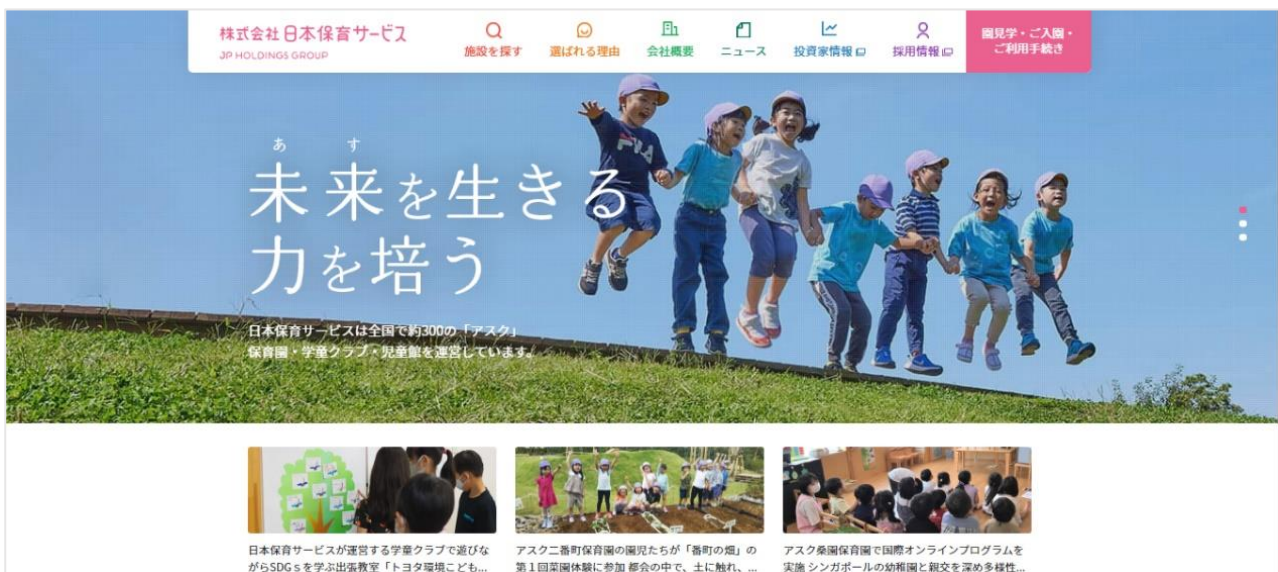 株式会社日本保育サービス
JP HOLDINGS GROUP
施設を探す
選ばれる理由
会社概要
ニュース
投資家情報
採用情報
園見学・ご入園・
ご利用手続き
あ す
未来を生きる
力を培う
日本保育サービスは全国で約300の「アスク」
保育園・学童クラブ・児童館を運営しています。
日本保育サービスが運営する学童クラブで遊びな
がらSDGsを学ぶ出張教室「トヨタ環境こども...
アスク二番町保育園の園児たちが「番町の畑」の
第1回菜園体験に参加 都会の中で、土に触れ、...
アスク桑園保育園で国際オンラインプログラムを
実施 シンガポールの幼稚園と親交を深め多様性...